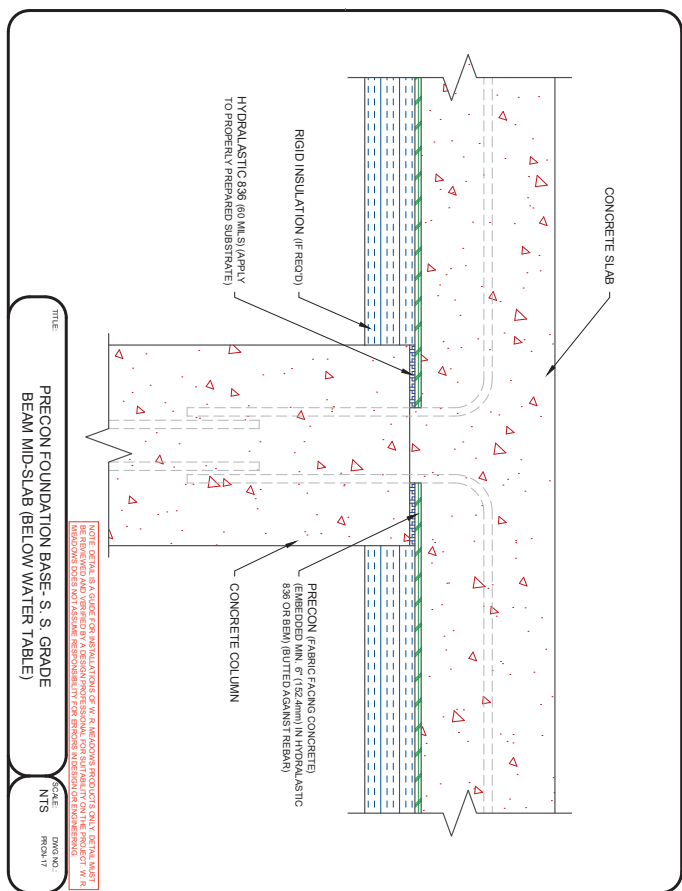 CONCRETE SLAB
RIGID INSULATION (IF REQ'D)
HYDRALASTIC 836 (60 MILS) (APPLY
TO PROPERLY PREPARED SUBSTRATE)
PRECON (FABRIC FACING CONCRETE)
(EMBEDDED MIN. 6" (152.4mm) IN HYDRALASTIC
836 OR BEM) (BUTTED AGAINST REBAR)
CONCRETE COLUMN
NOTE: DETAIL IS A GUIDE FOR INSTALLATIONS OF W. R. MEADOWS PRODUCTS ONLY. DETAIL MUST
BE REVIEWED AND VERIFIED BY A DESIGN PROFESSIONAL FOR SUITABILITY ON THE PROJECT. W. R.
MEADOWS DOES NOT ASSUME RESPONSIBILITY FOR ERRORS IN DESIGN OR ENGINEERING.
TITLE:
PRECON FOUNDATION BASE- S. S. GRADE
BEAM MID-SLAB (BELOW WATER TABLE)
SCALE:
NTS
DWG NO.:
PRCN-17